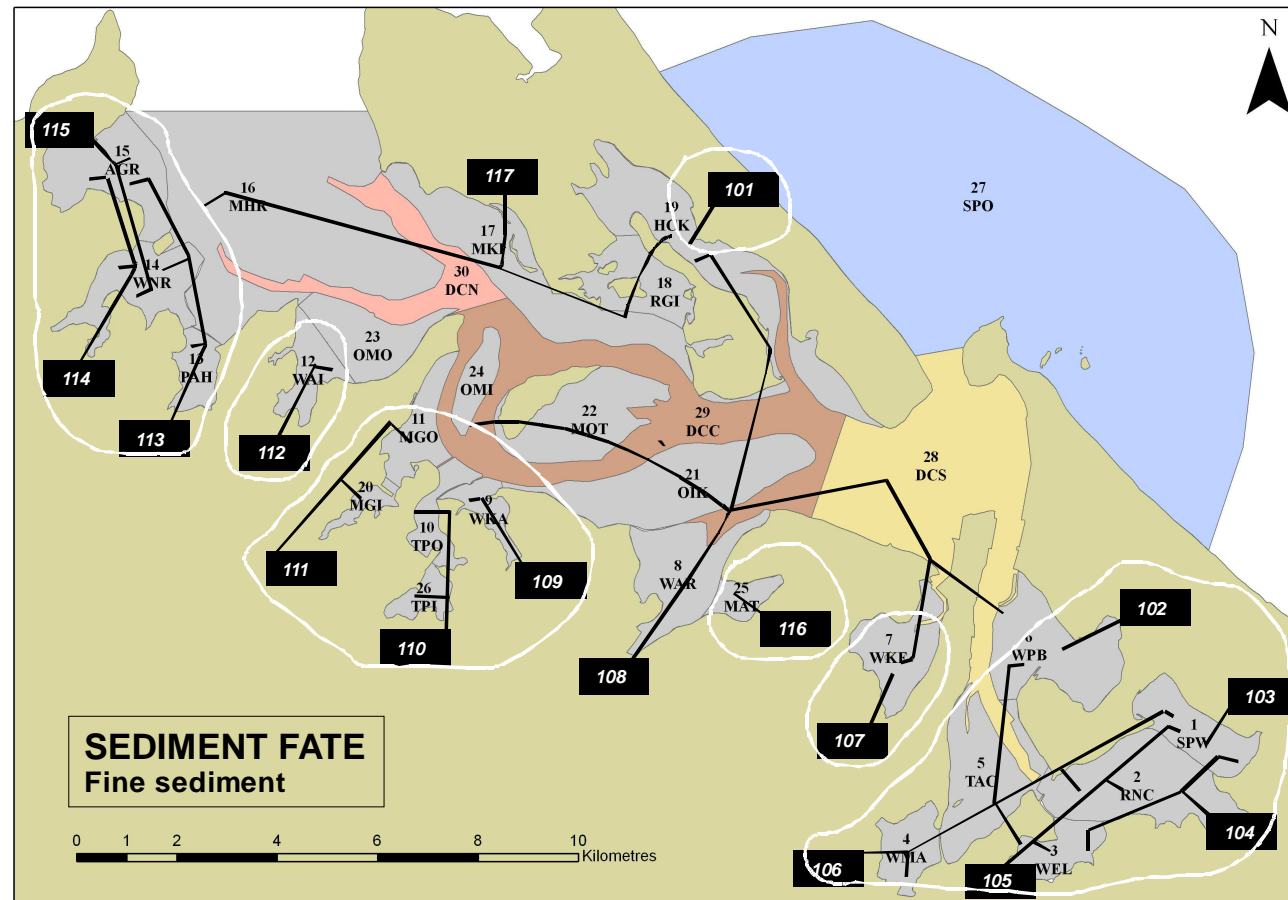 N
115
15
AGR
16
MHR
117
17
MKE
19
HCK
101
27
SPO
14
WNR
30
DCN
18
RGI
114
13
PAH
113
12
WAI
112
23
OMO
24
OMI
22
MOT
29
DCC
11
MGO
28
DCS
21
OIK
20
MGI
9
WKA
10
TPO
111
109
26
TPI
110
8
WAR
25
MAT
116
108
7
WKE
107
6
WPB
102
103
1
SPW
5
TAC
2
RNC
104
4
WMA
3
WEL
106
105
SEDIMENT FATE
Fine sediment
0 1 2 4 6 8 10
Kilometres